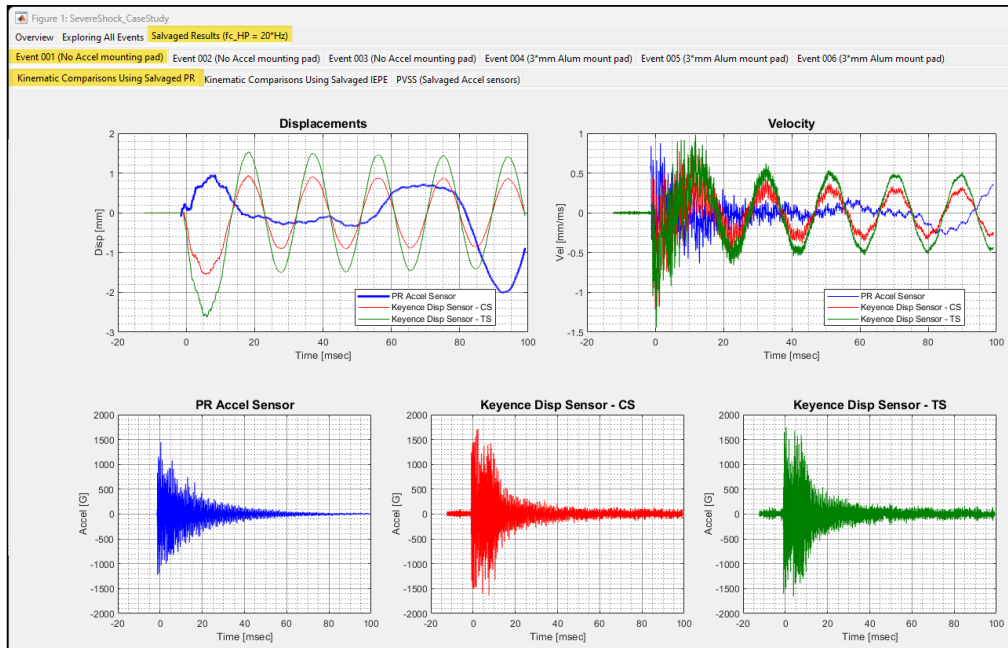 Figure 1: SevereShock_CaseStudy
Overview Exploring All Events Salvaged Results (fc_HP = 20*Hz)
Event 001 (No Accel mounting pad) Event 002 (No Accel mounting pad) Event 003 (No Accel mounting pad) Event 004 (3*mm Alum mount pad) Event 005 (3*mm Alum mount pad) Event 006 (3*mm Alum mount pad)
Kinematic Comparisons Using Salvaged PR Kinematic Comparisons Using Salvaged IEPE PVSS (Salvaged Accel sensors)
Displacements
2
1
0
-1
-2
-3
Disp [mm]
PR Accel Sensor
Keyence Disp Sensor - CS
Keyence Disp Sensor - TS
-20 0 20 40 60 80 100
Time [msec]
Velocity
1
0.5
0
-0.5
-1
-1.5
Vel [mm/ms]
PR Accel Sensor
Keyence Disp Sensor - CS
Keyence Disp Sensor - TS
-20 -10 0 10 20 30 40 50 60 70 80 90 100
Time [msec]
PR Accel Sensor
2000
1500
1000
500
0
-500
-1000
-1500
-2000
Accel [G]
-20 0 20 40 60 80 100
Time [msec]
Keyence Disp Sensor - CS
2000
1500
1000
500
0
-500
-1000
-1500
-2000
Accel [G]
-20 0 20 40 60 80 100
Time [msec]
Keyence Disp Sensor - TS
2000
1500
1000
500
0
-500
-1000
-1500
-2000
Accel [G]
-20 0 20 40 60 80 100
Time [msec]